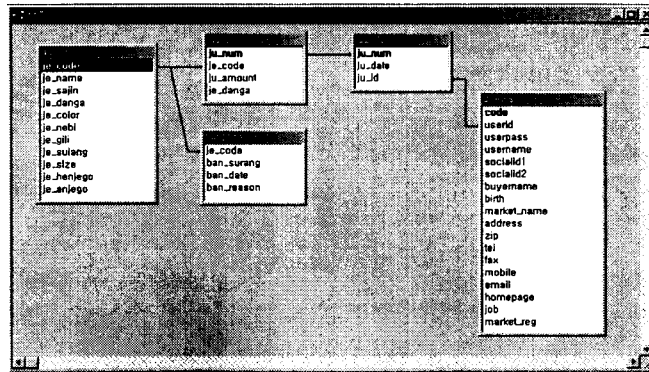 je_code
je_name
je_sajin
je_danga
je_color
je_nebi
je_gili
je_sulang
je_size
je_henjego
je_anjego
ju_num
je_code
ju_amount
je_danga
je_code
ban_surang
ban_date
ban_reason
ju_num
ju_date
ju_id
code
userid
userpass
username
socialid1
socialid2
buyername
birth
market_name
address
zip
tel
fax
mobile
email
homepage
job
market_reg